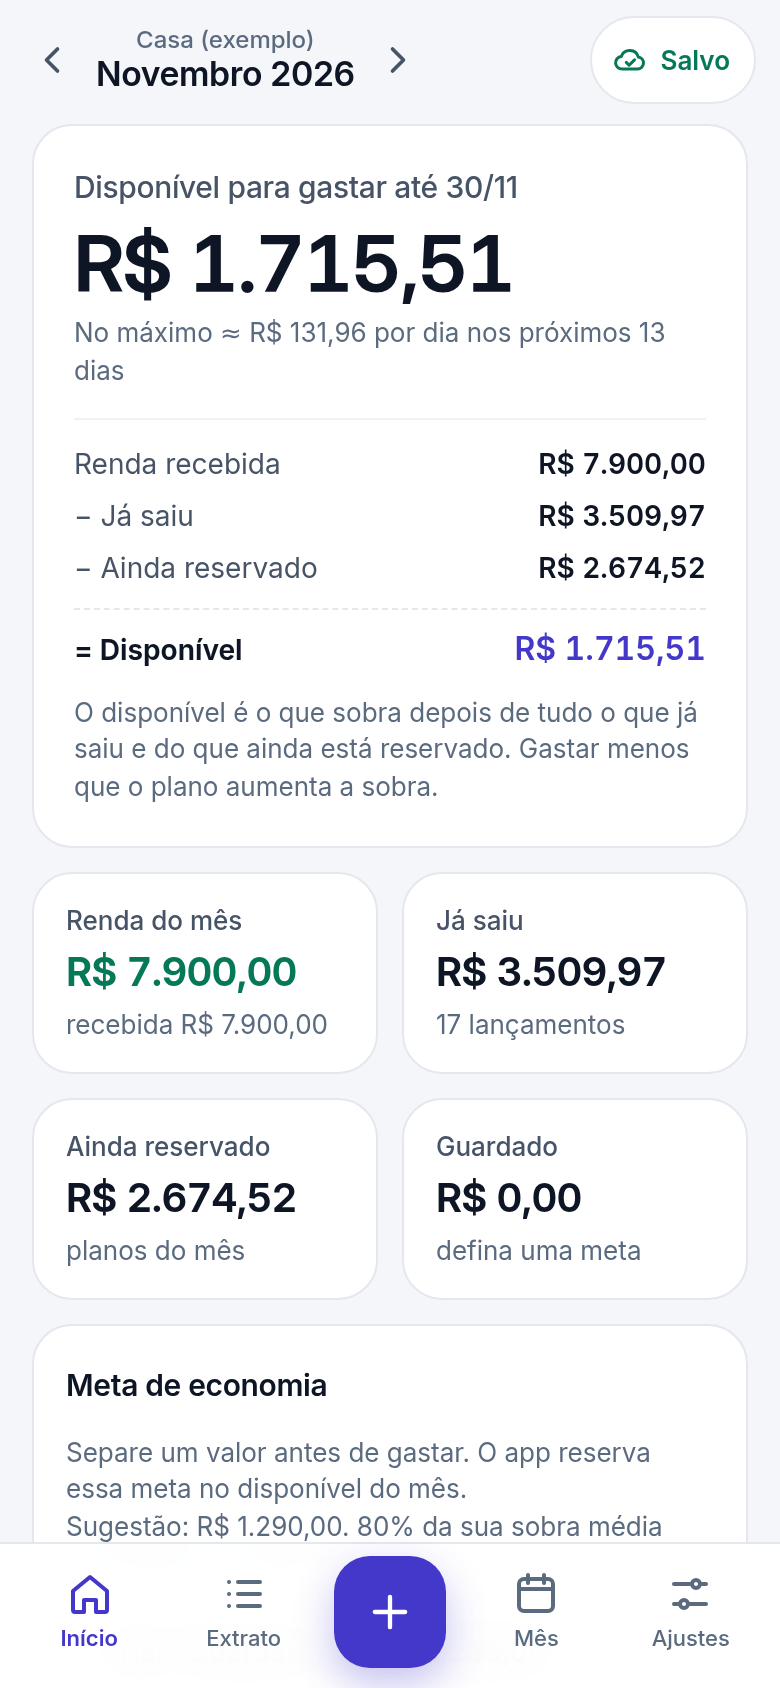 Casa (exemplo)
Novembro 2026
Salvo
Disponível para gastar até 30/11
R$ 1.715,51
No máximo ≈ R$ 131,96 por dia nos próximos 13
dias
Renda recebida R$ 7.900,00
− Já saiu R$ 3.509,97
− Ainda reservado R$ 2.674,52
= Disponível R$ 1.715,51
O disponível é o que sobra depois de tudo o que já
saiu e do que ainda está reservado. Gastar menos
que o plano aumenta a sobra.
Renda do mês
R$ 7.900,00
recebida R$ 7.900,00
Já saiu
R$ 3.509,97
17 lançamentos
Ainda reservado
R$ 2.674,52
planos do mês
Guardado
R$ 0,00
defina uma meta
Meta de economia
Separe um valor antes de gastar. O app reserva
essa meta no disponível do mês.
Sugestão: R$ 1.290,00. 80% da sua sobra média
Início
Extrato
Mês
Ajustes